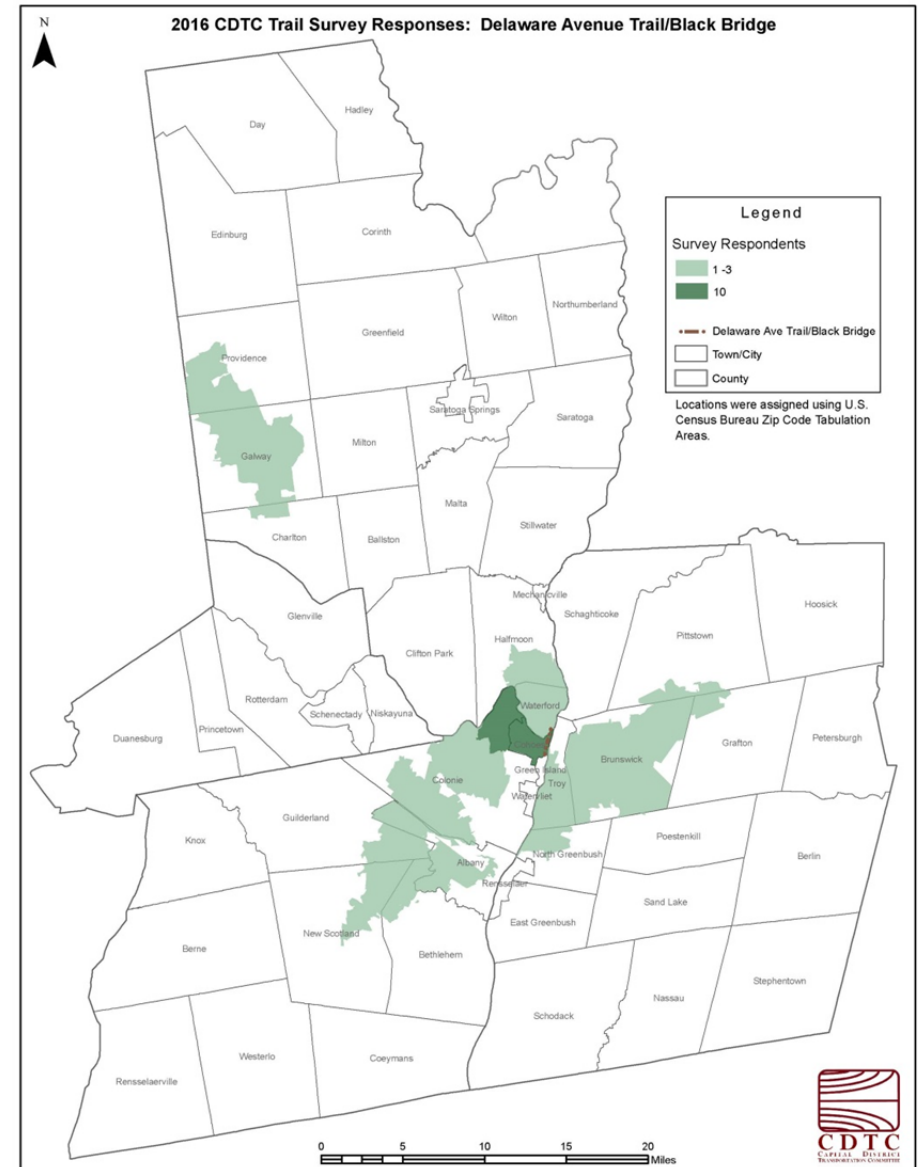 2016 CDTC Trail Survey Responses: Delaware Avenue Trail/Black Bridge
N
Hadley
Day
Edinburg
Corinth
Legend
Survey Respondents
1 -3
10
Delaware Ave Trail/Black Bridge
Town/City
County
Locations were assigned using U.S.
Census Bureau Zip Code Tabulation
Areas.
Northumberland
Wilton
Greenfield
Providence
Saratoga Springs
Saratoga
Milton
Galway
Malta
Stillwater
Charlton
Ballston
Mechanicville
Schaghticoke
Hoosick
Glenville
Halfmoon
Pittstown
Clifton Park
Rotterdam
Schenectady
Niskayuna
Waterford
Princetown
Duanesburg
Petersburgh
Grafton
Brunswick
Green Island
Troy
Colonie
Watervliet
Guilderland
Knox
Poestenkill
North Greenbush
Berlin
Albany
Rensselaer
Sand Lake
East Greenbush
New Scotland
Berne
Bethlehem
Stephentown
Nassau
Schodack
Westerlo
Coeymans
Rensselaerville
0 5 10 15 20
Miles
CDTC
CAPITAL DISTRICT
TRANSPORTATION COMMITTEE